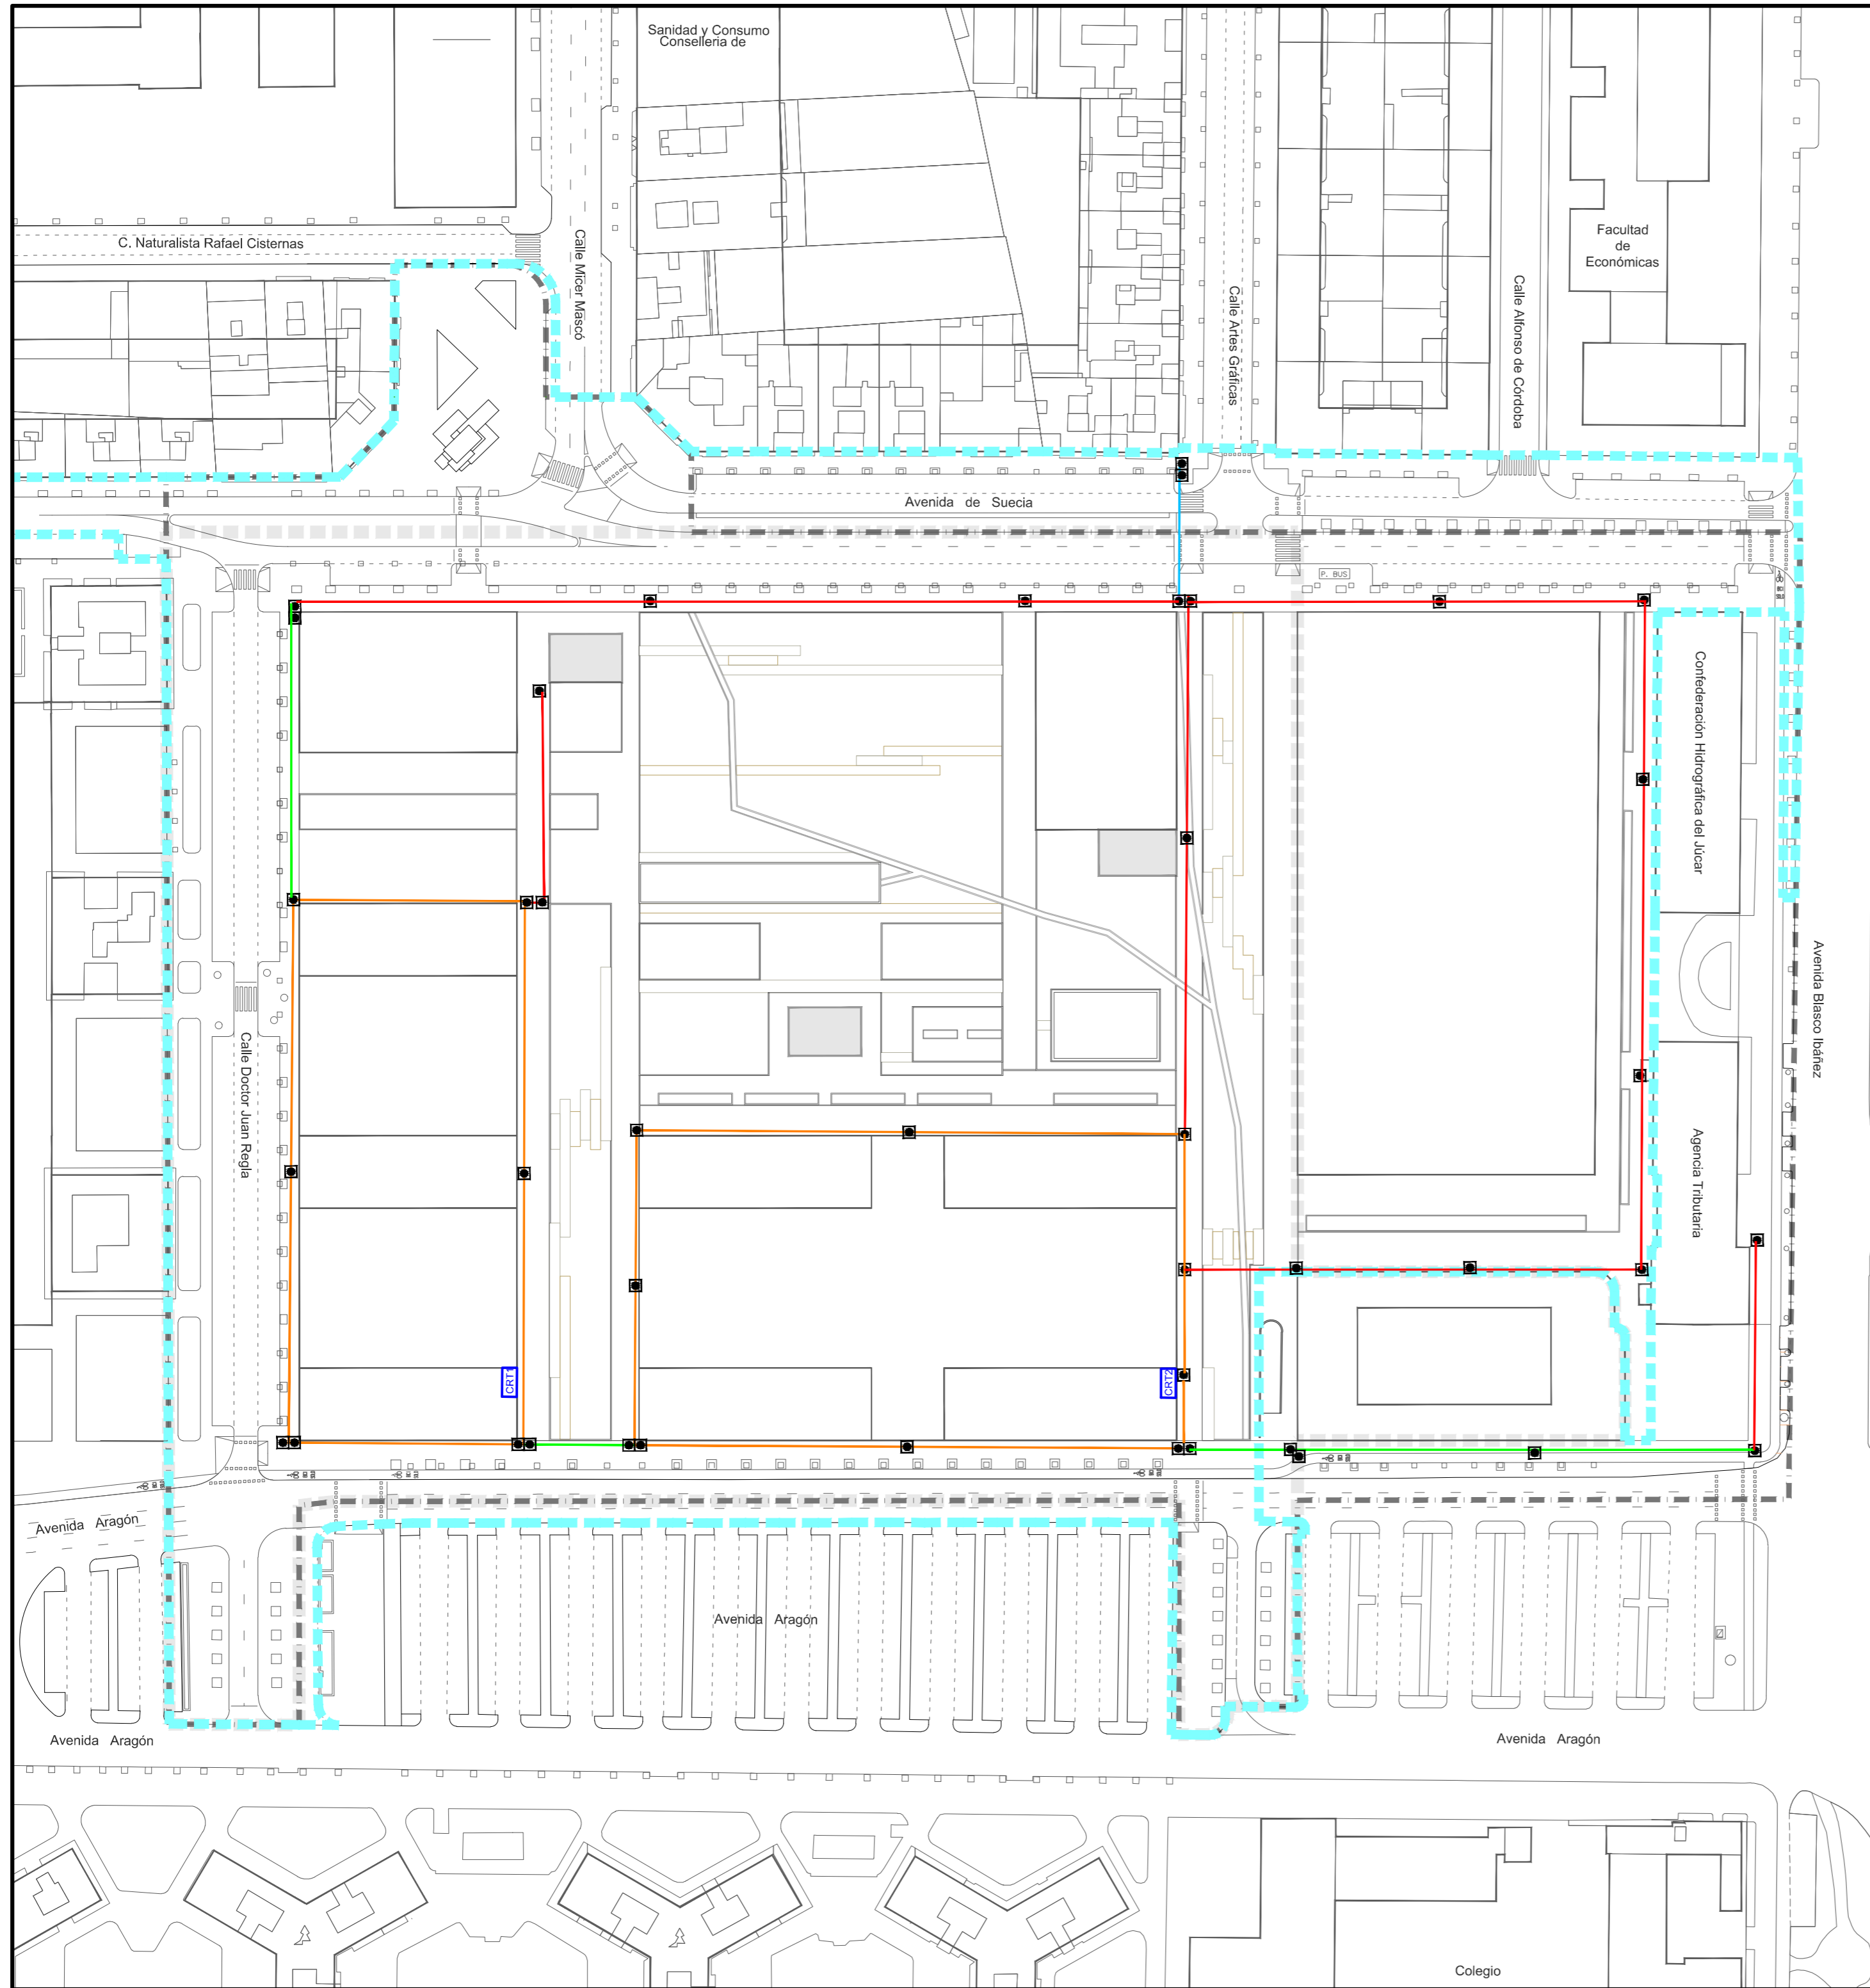 Sanidad y Consumo
Conselleria de
C. Naturalista Rafael Cisternas
Calle Micer Mascó
Calle Artes Gráficas
Calle Alfonso de Córdoba
Facultad
de
Económicas
Avenida de Suecia
P. BUS
Confederación Hidrográfica del Júcar
Avenida Blasco Ibáñez
Calle Doctor Juan Regla
Agencia Tributaria
CRT1
CRT2
Avenida Aragón
Avenida Aragón
Avenida Aragón
Avenida Aragón
Colegio